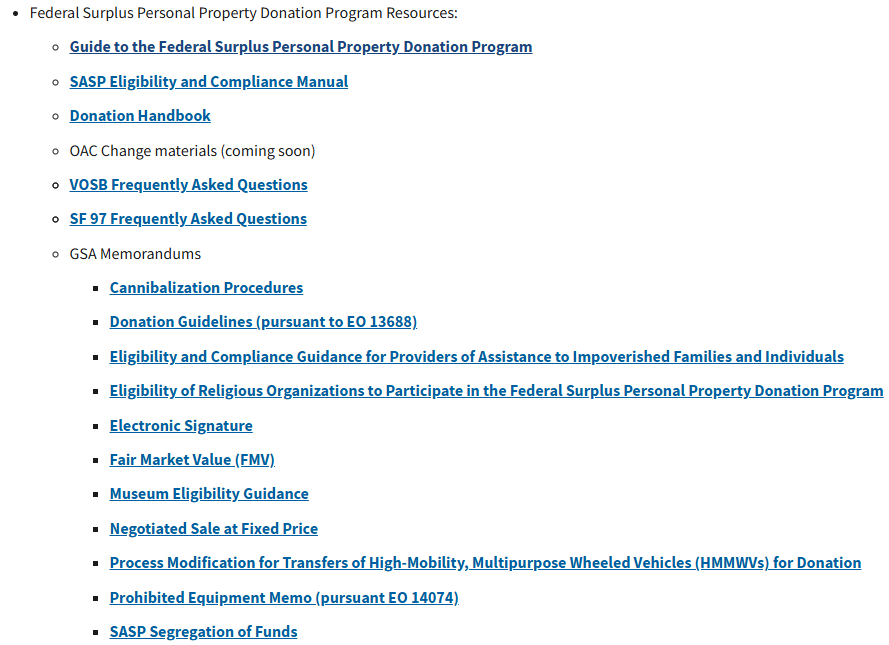 Federal Surplus Personal Property Donation Program Resources:
Guide to the Federal Surplus Personal Property Donation Program
SASP Eligibility and Compliance Manual
Donation Handbook
OAC Change materials (coming soon)
VOSB Frequently Asked Questions
SF 97 Frequently Asked Questions
GSA Memorandums
Cannibalization Procedures
Donation Guidelines (pursuant to EO 13688)
Eligibility and Compliance Guidance for Providers of Assistance to Impoverished Families and Individuals
Eligibility of Religious Organizations to Participate in the Federal Surplus Personal Property Donation Program
Electronic Signature
Fair Market Value (FMV)
Museum Eligibility Guidance
Negotiated Sale at Fixed Price
Process Modification for Transfers of High-Mobility, Multipurpose Wheeled Vehicles (HMMWVs) for Donation
Prohibited Equipment Memo (pursuant EO 14074)
SASP Segregation of Funds